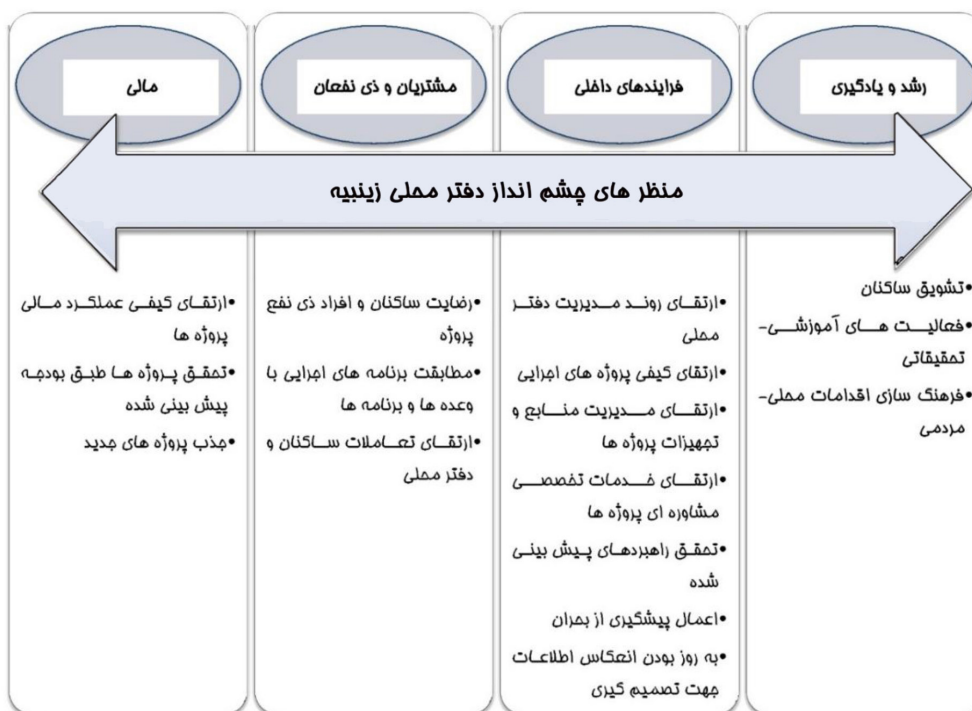 رشد و یادگیری
فرایندهای داخلی
مشتریان و ذی نفعان
مالی
منظر های چشم انداز دفتر محلی زینبیه
•تشویق ساکنان
•فعالیت های آموزشی-
تحقیقاتی
•فرهنگ سازی اقدامات محلی-
مردمی
•ارتقای روند مدیریت دفتر
محلی
•ارتقای کیفی پروژه های اجرایی
•ارتقای مدیریت منابع و
تجهیزات پروژه ها
•ارتقای خدمات تخصصی
مشاوره ای پروژه ها
•تحقق راهبردهای پیش بینی
شده
•اعمال پیشگیری از بحران
•به روز بودن انعکاس اطلاعات
جهت تصمیم گیری
•رضایت ساکنان و افراد ذی نفع
پروژه
•مطابقت برنامه های اجرایی با
وعده ها و برنامه ها
•ارتقای تعاملات ساکنان و
دفتر محلی
•ارتقای کیفی عملکرد مالی
پروژه ها
•تحقق پروژه ها طبق بودجه
پیش بینی شده
•جذب پروژه های جدید